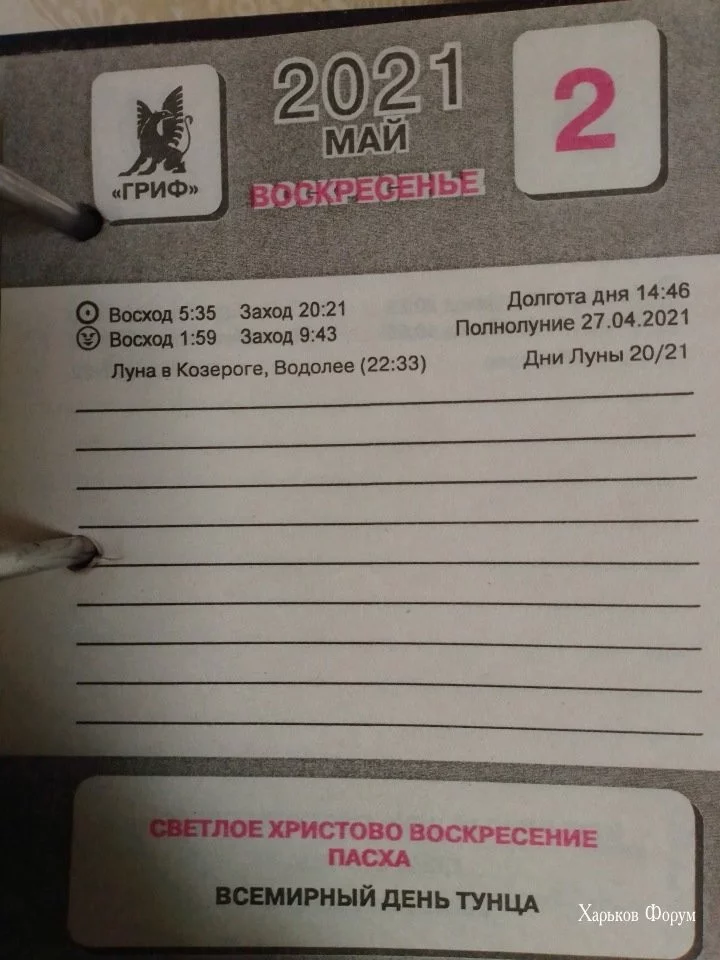 2021
МАЙ
ВОСКРЕСЕНЬЕ
2
«ГРИФ»
Восход 5:35 Заход 20:21
Восход 1:59 Заход 9:43
Луна в Козероге, Водолее (22:33)
Долгота дня 14:46
Полнолуние 27.04.2021
Дни Луны 20/21
СВЕТЛОЕ ХРИСТОВО ВОСКРЕСЕНИЕ
ПАСХА
ВСЕМИРНЫЙ ДЕНЬ ТУНЦА
Харьков Форум